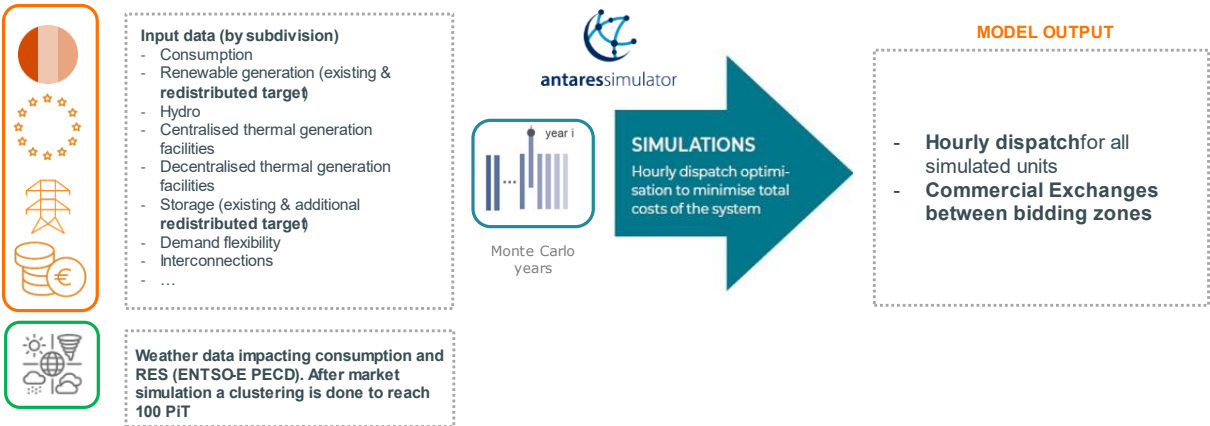 Input data (by subdivision)
- Consumption
- Renewable generation (existing &
redistributed target)
- Hydro
- Centralised thermal generation
facilities
- Decentralised thermal generation
facilities
- Storage (existing & additional
redistributed target)
- Demand flexibility
- Interconnections
- ...
Weather data impacting consumption and
RES (ENTSO-E PECD). After market
simulation a clustering is done to reach
100 PiT
antaressimulator
year i
...
Monte Carlo
years
SIMULATIONS
Hourly dispatch optimi-
sation to minimise total
costs of the system
MODEL OUTPUT
- Hourly dispatchfor all
simulated units
- Commercial Exchanges
between bidding zones
€